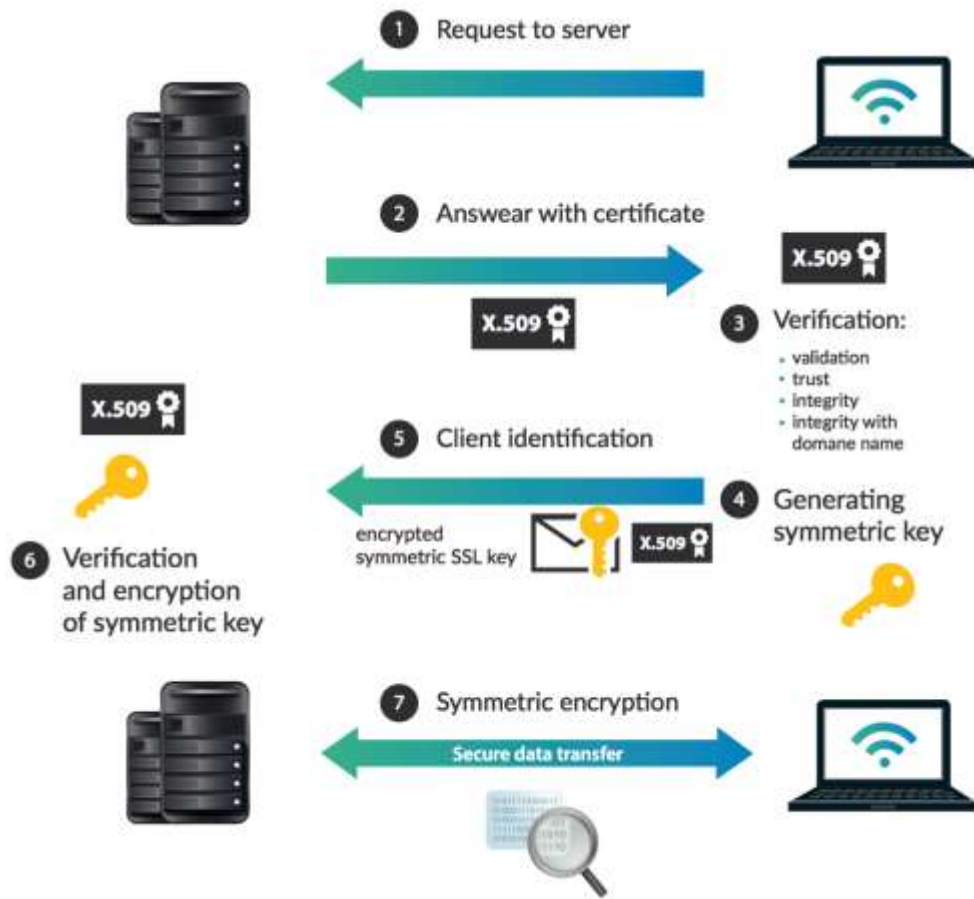 1 Request to server
2 Answear with certificate
X.509
X.509
3 Verification:
validation
trust
integrity
integrity with
domane name
4 Generating
symmetric key
5 Client identification
encrypted
symmetric SSL key
X.509
X.509
6 Verification
and encryption
of symmetric key
7 Symmetric encryption
Secure data transfer